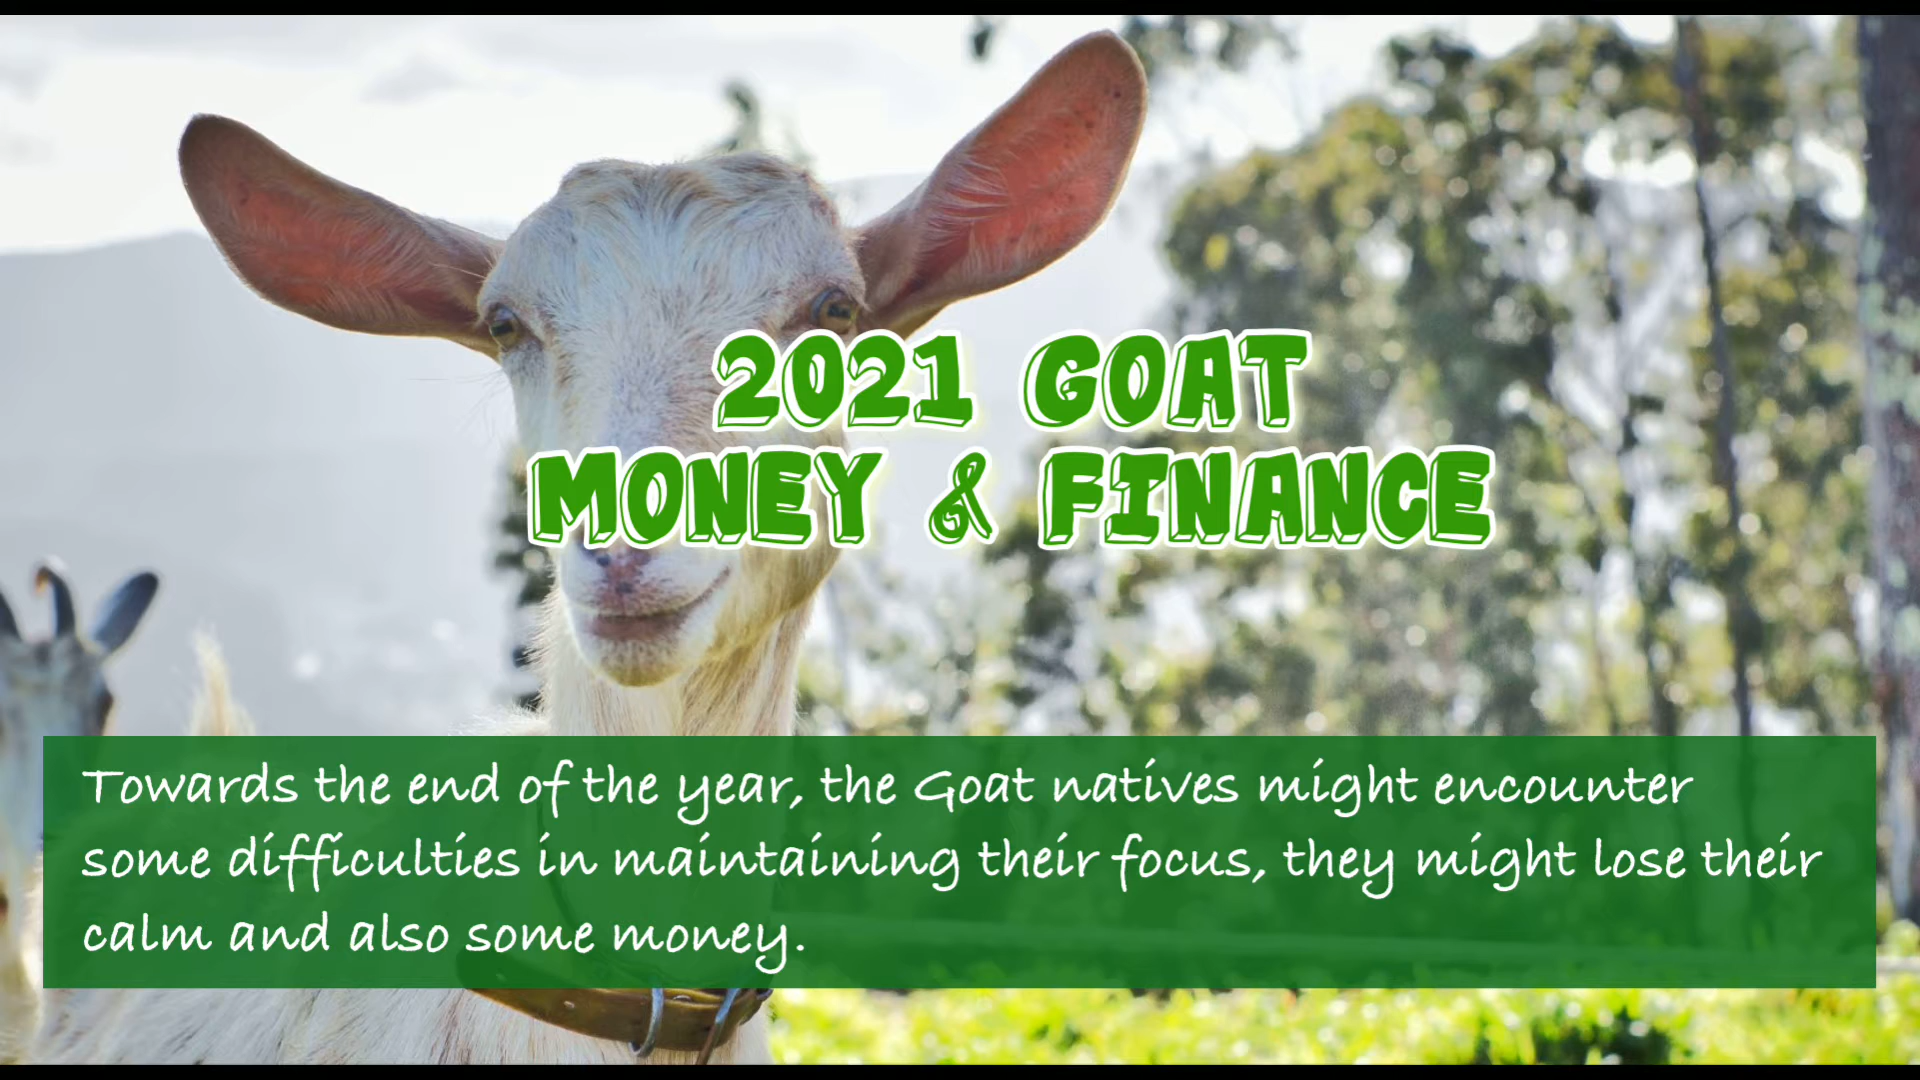 2021 GOAT
MONEY & FINANCE
Towards the end of the year, the Goat natives might encounter
some difficulties in maintaining their focus, they might lose their
calm and also some money.